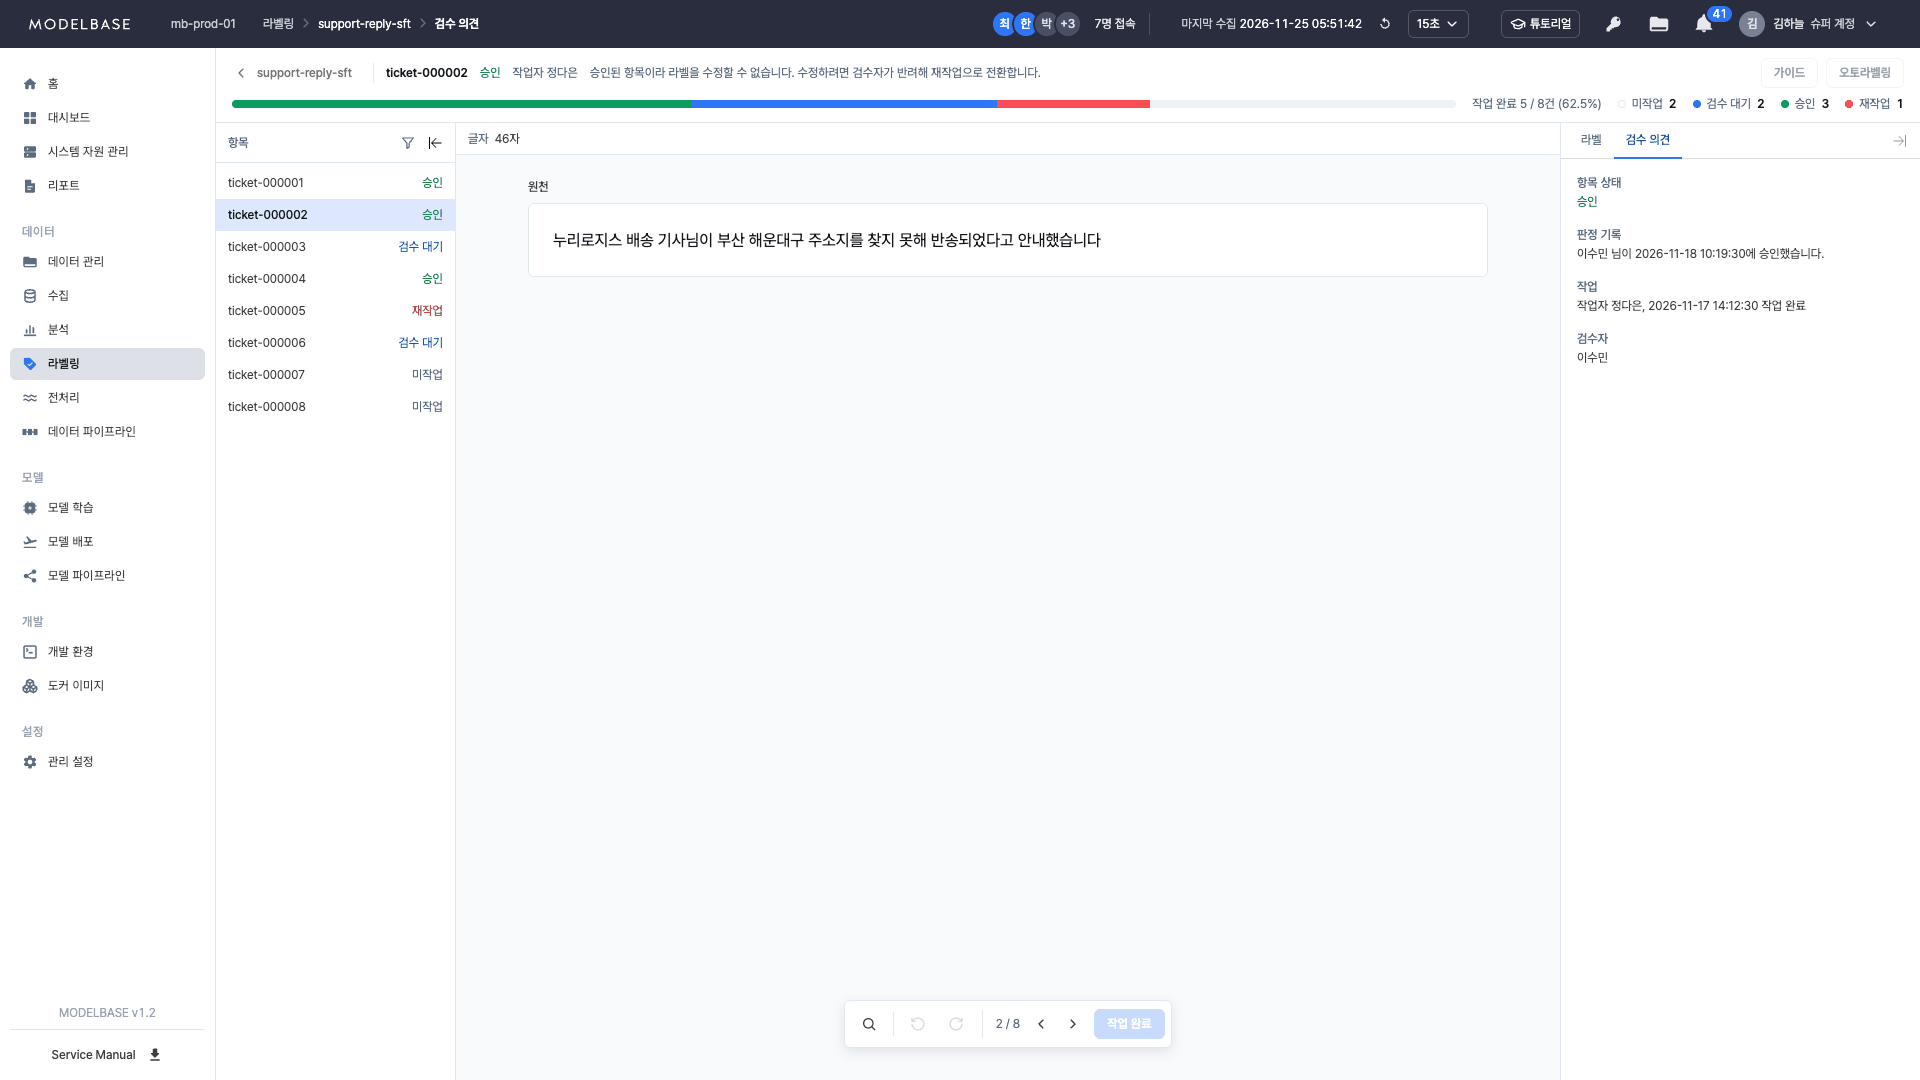 MODELBASE
mb-prod-01
라벨링 > support-reply-sft > 검수 의견
최 한 박 +3 7명 접속
마지막 수집 2026-11-25 05:51:42
15초
튜토리얼
41
김 김하늘 슈퍼 계정
홈
대시보드
시스템 자원 관리
리포트
데이터
데이터 관리
수집
분석
라벨링
전처리
데이터 파이프라인
모델
모델 학습
모델 배포
모델 파이프라인
개발
개발 환경
도커 이미지
설정
관리 설정
MODELBASE v1.2
Service Manual
support-reply-sft
ticket-000002 승인 작업자 정다은 승인된 항목이라 라벨을 수정할 수 없습니다. 수정하려면 검수자가 반려해 재작업으로 전환합니다.
가이드
오토라벨링
작업 완료 5 / 8건 (62.5%) 미작업 2 검수 대기 2 승인 3 재작업 1
항목
ticket-000001 승인
ticket-000002 승인
ticket-000003 검수 대기
ticket-000004 승인
ticket-000005 재작업
ticket-000006 검수 대기
ticket-000007 미작업
ticket-000008 미작업
글자 46자
원천
누리로지스 배송 기사님이 부산 해운대구 주소지를 찾지 못해 반송되었다고 안내했습니다
2 / 8
작업 완료
라벨
검수 의견
항목 상태
승인
판정 기록
이수민 님이 2026-11-18 10:19:30에 승인했습니다.
작업
작업자 정다은, 2026-11-17 14:12:30 작업 완료
검수자
이수민